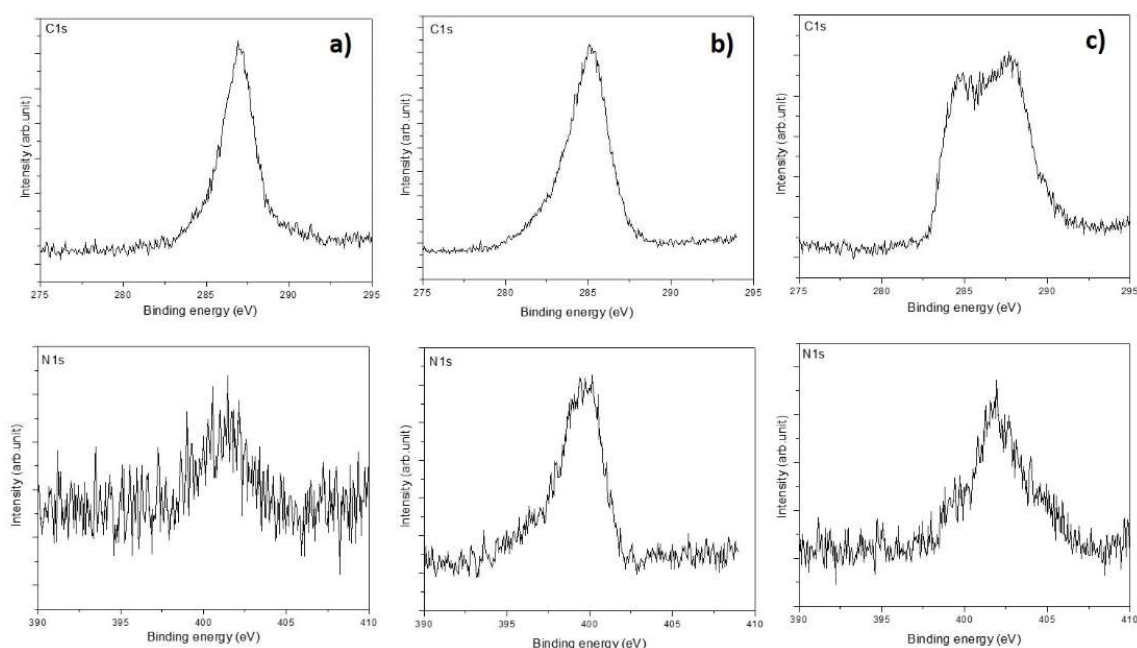 C1s
a)
Intensity (arb.unit)
275 280 285 290 295
Binding energy (eV)
C1s
b)
Intensity (arb.unit)
275 280 285 290 295
Binding energy (eV)
C1s
c)
Intensity (arb.unit)
275 280 285 290 295
Binding energy (eV)
N1s
Intensity (arb.unit)
390 395 400 405 410
Binding energy (eV)
N1s
Intensity (arb.unit)
390 395 400 405 410
Binding energy (eV)
N1s
Intensity (arb.unit)
390 395 400 405 410
Binding energy (eV)